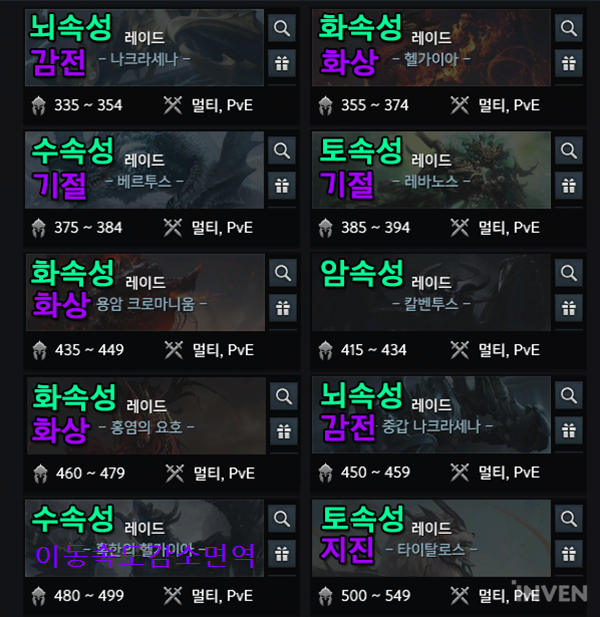 뇌속성
레이드
감전
- 나크라세나 -
335 ~ 354
멀티, PvE
화속성
레이드
화상
- 헬가이아 -
355 ~ 374
멀티, PvE
수속성
레이드
기절
- 베르투스 -
375 ~ 384
멀티, PvE
토속성
레이드
기절
- 레바노스 -
385 ~ 394
멀티, PvE
화속성
레이드
화상
용암 크로마니움 -
435 ~ 449
멀티, PvE
암속성
레이드
- 칼벤투스 -
415 ~ 434
멀티, PvE
화속성
레이드
화상
- 홍염의 요호 -
460 ~ 479
멀티, PvE
뇌속성
레이드
감전
중갑 나크라세나 -
450 ~ 459
멀티, PvE
수속성
레이드
- 혹한의 헬가이아 -
이동속도감소면역
480 ~ 499
멀티, PvE
토속성
레이드
지진
- 타이탈로스 -
500 ~ 549
멀티, PvE
INVEN